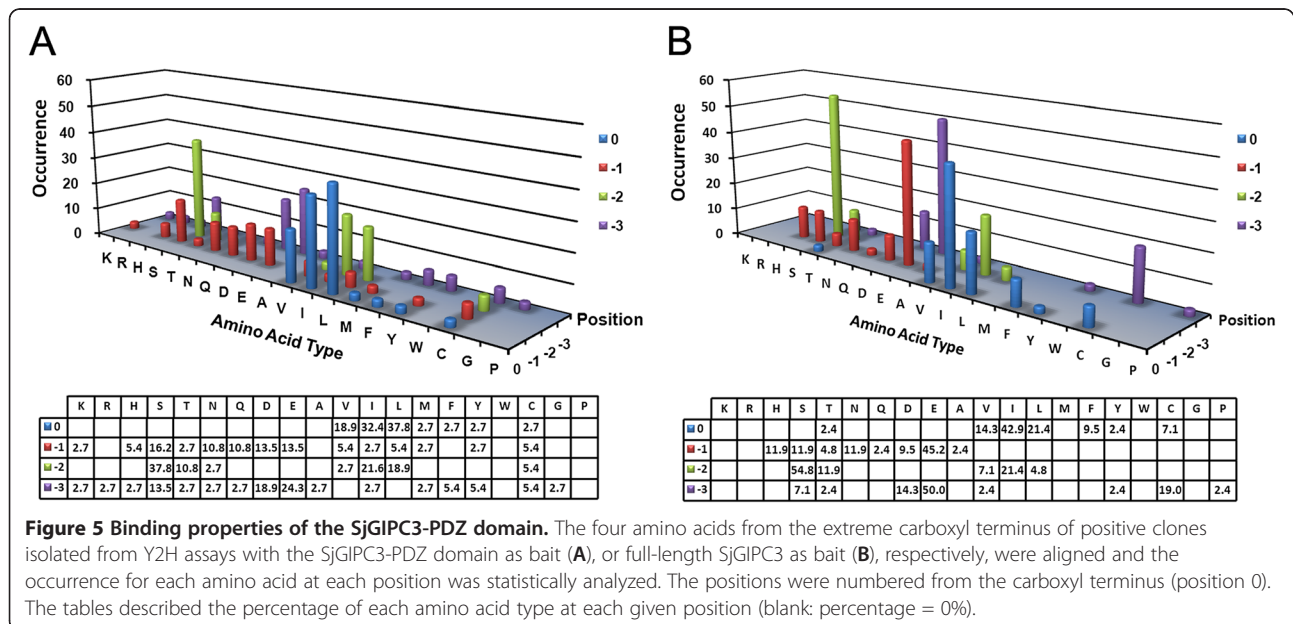 A
Occurrence
60
50
40
30
20
10
0
K R H S T N Q D E A V I L M F Y W C G P
Amino Acid Type
0 -1 -2 -3
Position
0
-1
-2
-3
K R H S T N Q D E A V I L M F Y W C G P
0 18.9 32.4 37.8 2.7 2.7 2.7 2.7
-1 2.7 5.4 16.2 2.7 10.8 10.8 13.5 13.5 5.4 2.7 5.4 2.7 2.7 5.4
-2 37.8 10.8 2.7 2.7 21.6 18.9 5.4
-3 2.7 2.7 2.7 13.5 2.7 2.7 2.7 18.9 24.3 2.7 2.7 2.7 5.4 5.4 5.4 2.7
B
Occurrence
60
50
40
30
20
10
0
K R H S T N Q D E A V I L M F Y W C G P
Amino Acid Type
0 -1 -2 -3
Position
0
-1
-2
-3
K R H S T N Q D E A V I L M F Y W C G P
0 2.4 14.3 42.9 21.4 9.5 2.4 7.1
-1 11.9 11.9 4.8 11.9 2.4 9.5 45.2 2.4
-2 54.8 11.9 7.1 21.4 4.8
-3 7.1 2.4 14.3 50.0 2.4 2.4 19.0 2.4
Figure 5 Binding properties of the SjGIPC3-PDZ domain. The four amino acids from the extreme carboxyl terminus of positive clones
isolated from Y2H assays with the SjGIPC3-PDZ domain as bait (A), or full-length SjGIPC3 as bait (B), respectively, were aligned and the
occurrence for each amino acid at each position was statistically analyzed. The positions were numbered from the carboxyl terminus (position 0).
The tables described the percentage of each amino acid type at each given position (blank: percentage = 0%).